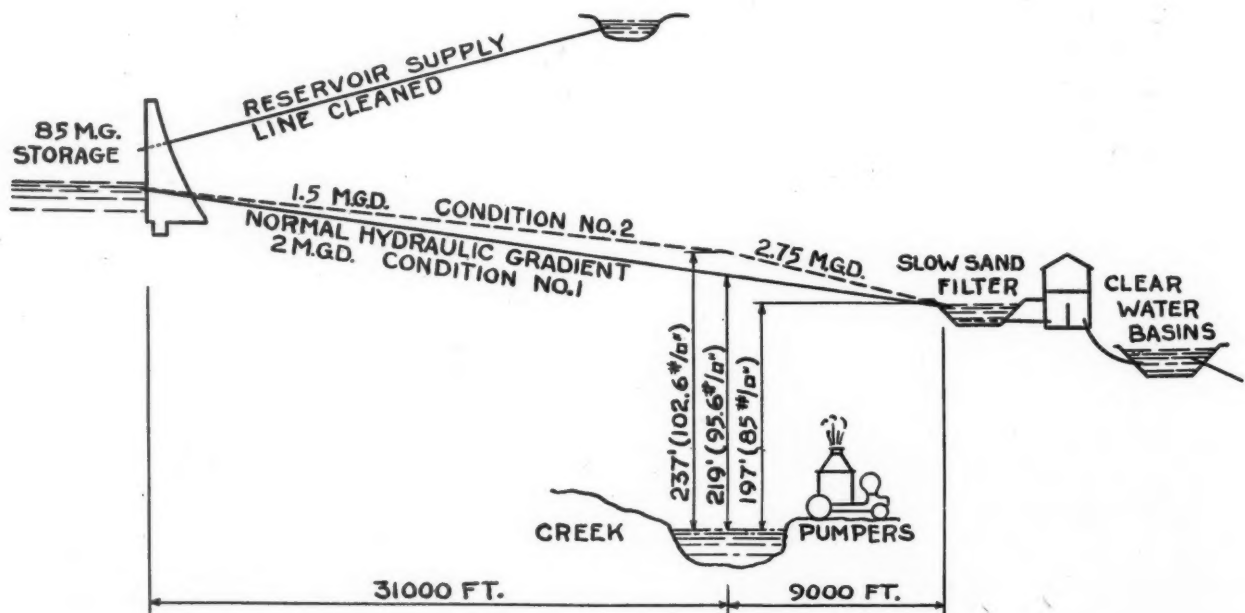 RESERVOIR SUPPLY
LINE CLEANED
85 M.G.
STORAGE
1.5 M.G.D. CONDITION NO.2
NORMAL HYDRAULIC GRADIENT
2 M.G.D. CONDITION NO.1
2.75 M.G.D.
SLOW SAND
FILTER
CLEAR
WATER
BASINS
237'(102.6#/□")
219'(95.6#/□")
197'(85#/□")
CREEK
PUMPERS
31000 FT.
9000 FT.